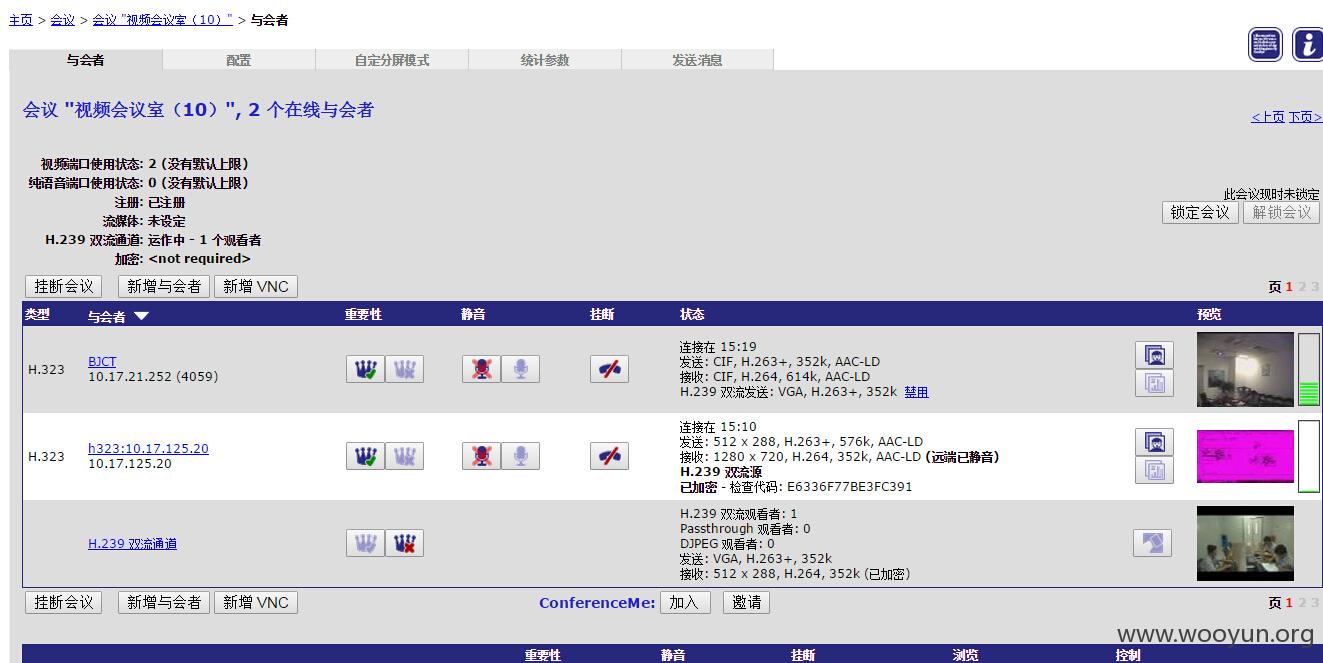 主页 > 会议 > 会议 "视频会议室（10）" > 与会者
与会者 配置 自定分屏模式 统计参数 发送消息
会议 "视频会议室（10）", 2 个在线与会者
<上页 下页>
视频端口使用状态: 2 (没有默认上限)
纯语音端口使用状态: 0 (没有默认上限)
注册: 已注册
流媒体: 未设定
H.239 双流通道: 运作中 - 1 个观看者
加密: <not required>
此会议现时未锁定
锁定会议 解锁会议
挂断会议 新增与会者 新增 VNC
页 1 2 3
类型 与会者 重要性 静音 挂断 状态 预览
H.323
BJCT
10.17.21.252 (4059)
连接在 15:19
发送: CIF, H.263+, 352k, AAC-LD
接收: CIF, H.264, 614k, AAC-LD
H.239 双流发送: VGA, H.263+, 352k 禁用
H.323
h323:10.17.125.20
10.17.125.20
连接在 15:10
发送: 512 x 288, H.263+, 576k, AAC-LD
接收: 1280 x 720, H.264, 352k, AAC-LD (远端已静音)
H.239 双流源
已加密 - 检查代码: E6336F77BE3FC391
H.239 双流通道
H.239 双流观看者: 1
Passthrough 观看者: 0
DJPEG 观看者: 0
发送: VGA, H.263+, 352k
接收: 512 x 288, H.264, 352k (已加密)
挂断会议 新增与会者 新增 VNC
ConferenceMe: 加入 邀请
页 1 2 3
www.wooyun.org
重要性 静音 挂断 浏览 控制